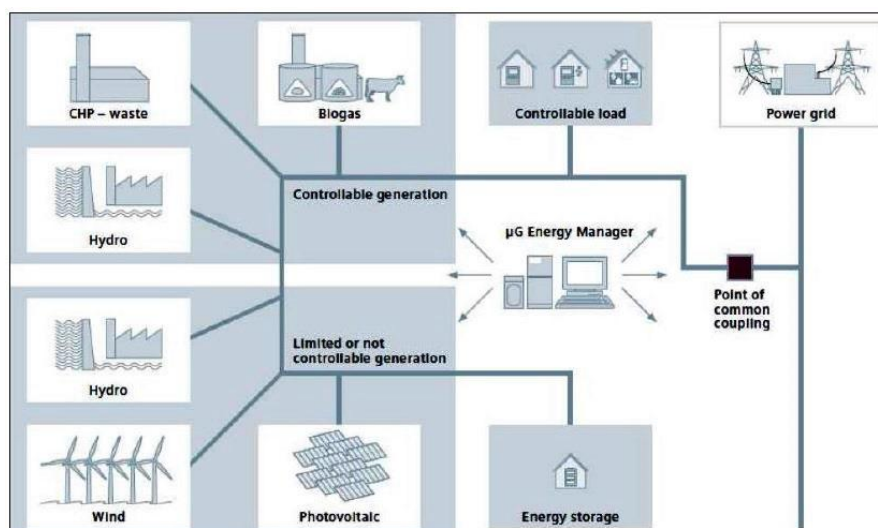 CHP – waste
Biogas
Controllable load
Power grid
Hydro
Controllable generation
µG Energy Manager
Point of
common
coupling
Hydro
Limited or not
controllable generation
Wind
Photovoltaic
Energy storage